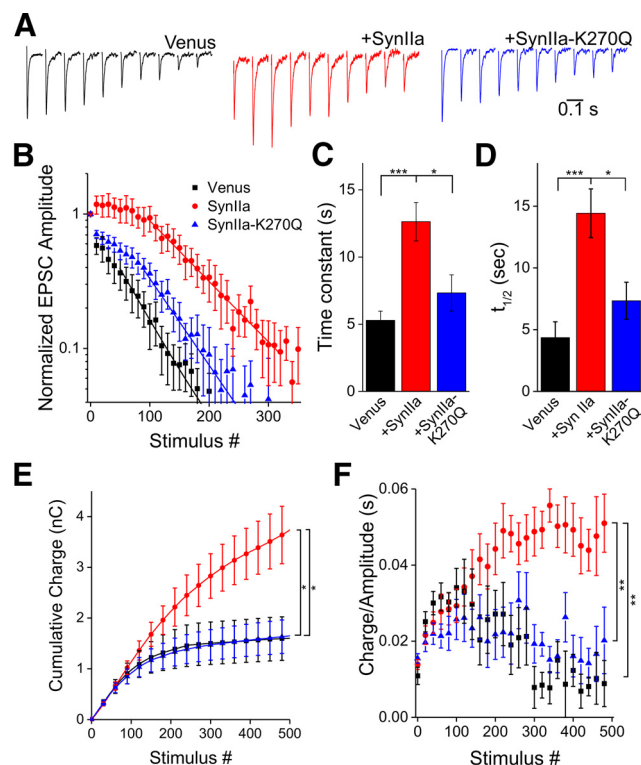 A
Venus
+SynIIa
+SynIIa-K270Q
0.1 s
B
Normalized EPSC Amplitude
1
0.1
0
100
200
300
Stimulus #
Venus
SynIIa
SynIIa-K270Q
C
Time constant (s)
15
10
5
0
***
*
Venus
+SynIIa
+SynIIa-
K270Q
D
t1/2 (sec)
15
10
5
0
***
*
Venus
+Syn IIa
+SynIIa-
K270Q
E
Cumulative Charge (nC)
4
3
2
1
0
0
100
200
300
400
500
Stimulus #
*
*
F
Charge/Amplitude (s)
0.06
0.04
0.02
0.00
0
100
200
300
400
500
Stimulus #
**
**